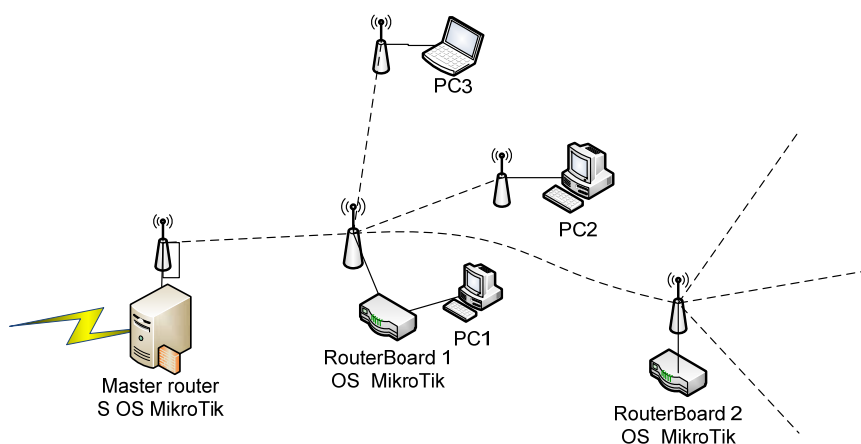 PC3
PC2
PC1
RouterBoard 1
OS MikroTik
Master router
S OS MikroTik
RouterBoard 2
OS MikroTik